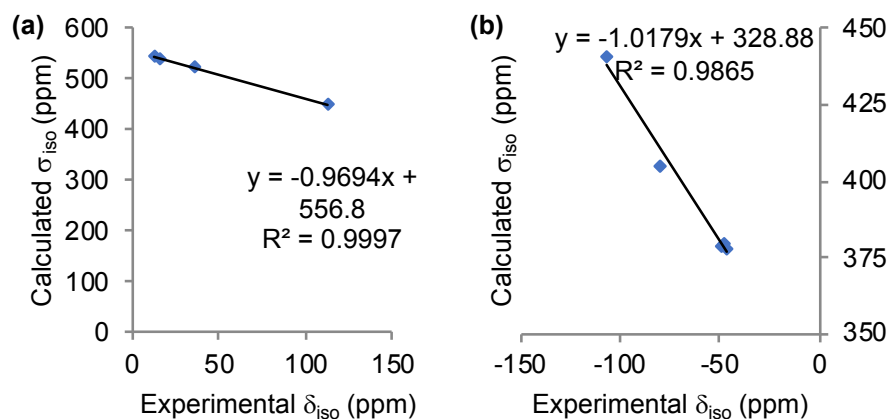 (a)
600
500
400
300
200
100
0
Calculated σiso (ppm)
y = -0.9694x +
556.8
R² = 0.9997
0 50 100 150
Experimental δiso (ppm)
(b)
y = -1.0179x + 328.88
R² = 0.9865
Calculated σiso (ppm)
450
425
400
375
350
-150 -100 -50 0
Experimental δiso (ppm)